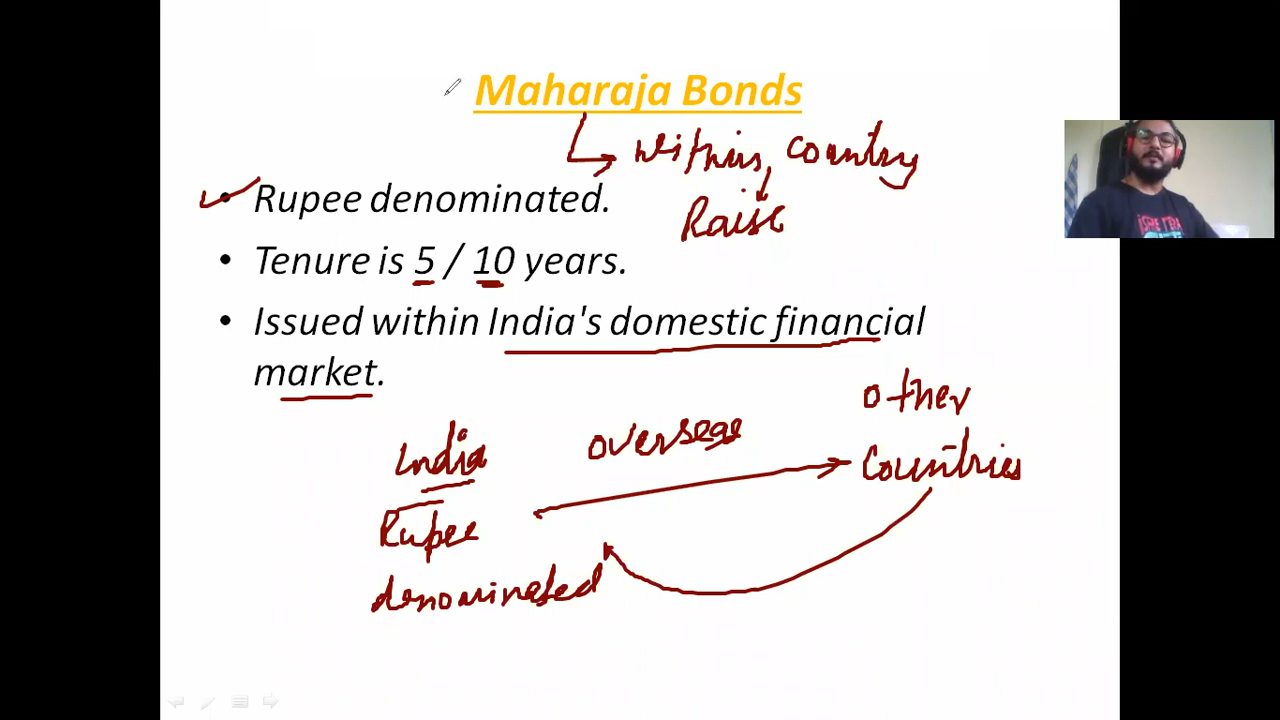 Maharaja Bonds
within country
Raise
• Rupee denominated.
• Tenure is 5 / 10 years.
• Issued within India's domestic financial
market.
other
India overseas Countries
Rupee
denominated